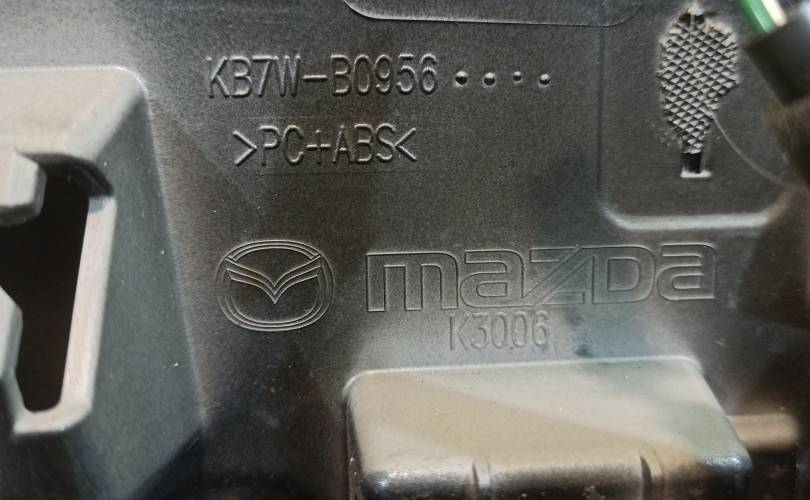 KB7W-B0956 ••••
>PC+ABS<
mazda
K3006